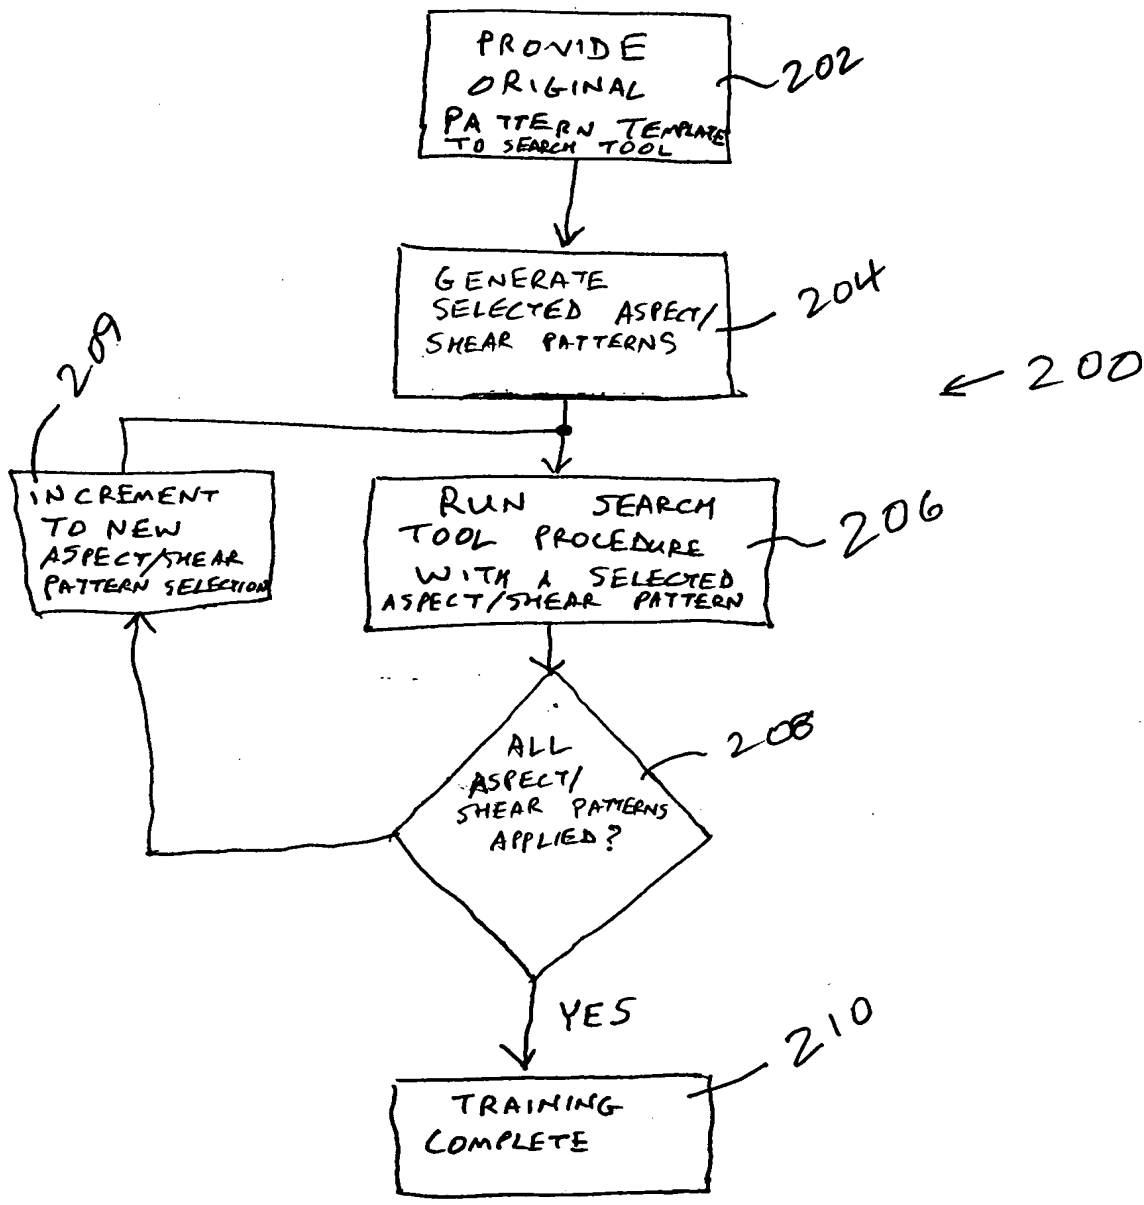 PROVIDE
ORIGINAL
PATTERN TEMPLATE
TO SEARCH TOOL
202
GENERATE
SELECTED ASPECT/
SHEAR PATTERNS
204
200
209
INCREMENT
TO NEW
ASPECT/SHEAR
PATTERN SELECTION
RUN SEARCH
TOOL PROCEDURE
WITH A SELECTED
ASPECT/SHEAR PATTERN
206
ALL
ASPECT/
SHEAR PATTERNS
APPLIED?
208
YES
TRAINING
COMPLETE
210